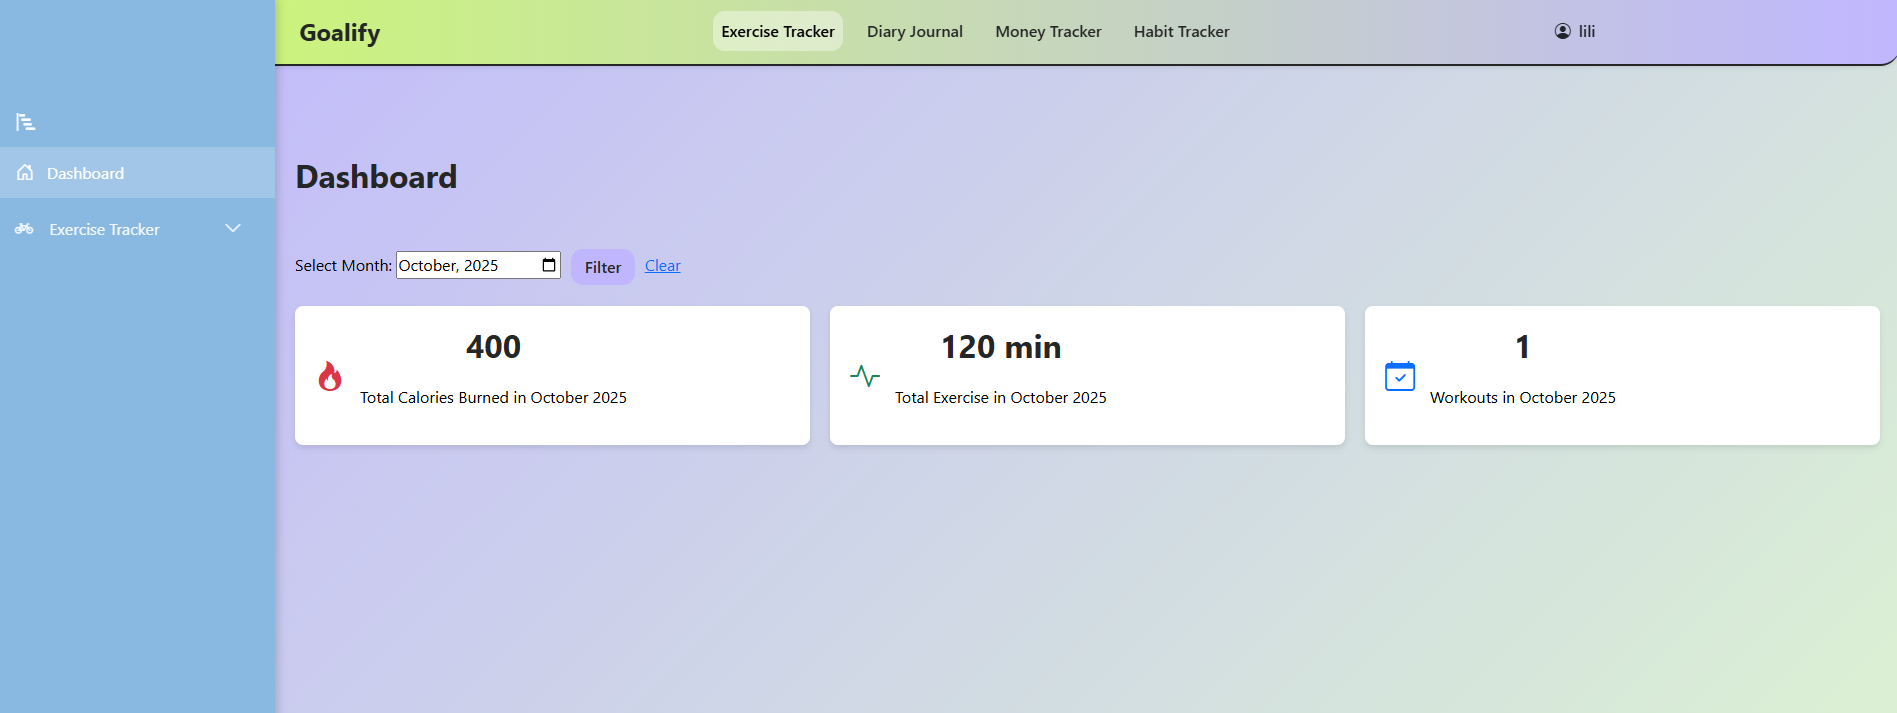 Goalify
Exercise Tracker
Diary Journal
Money Tracker
Habit Tracker
lili
Dashboard
Exercise Tracker
Dashboard
Select Month: October, 2025 Filter Clear
400
Total Calories Burned in October 2025
120 min
Total Exercise in October 2025
1
Workouts in October 2025